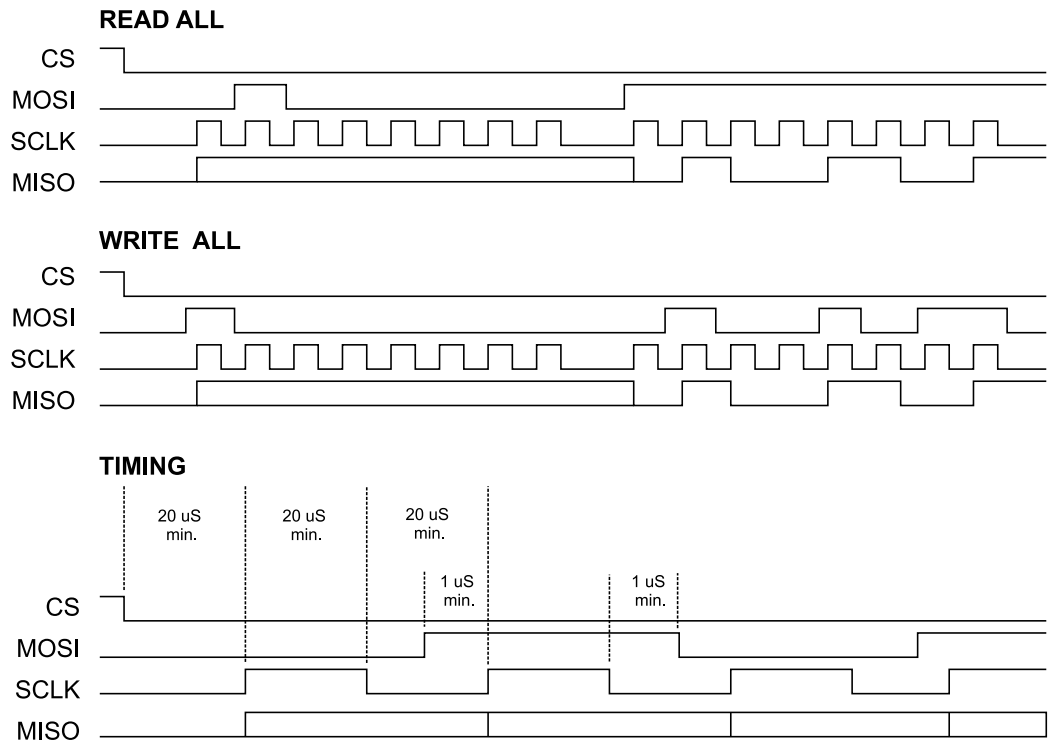 READ ALL
CS
MOSI
SCLK
MISO
WRITE ALL
CS
MOSI
SCLK
MISO
TIMING
20 uS
min.
20 uS
min.
20 uS
min.
1 uS
min.
1 uS
min.
CS
MOSI
SCLK
MISO